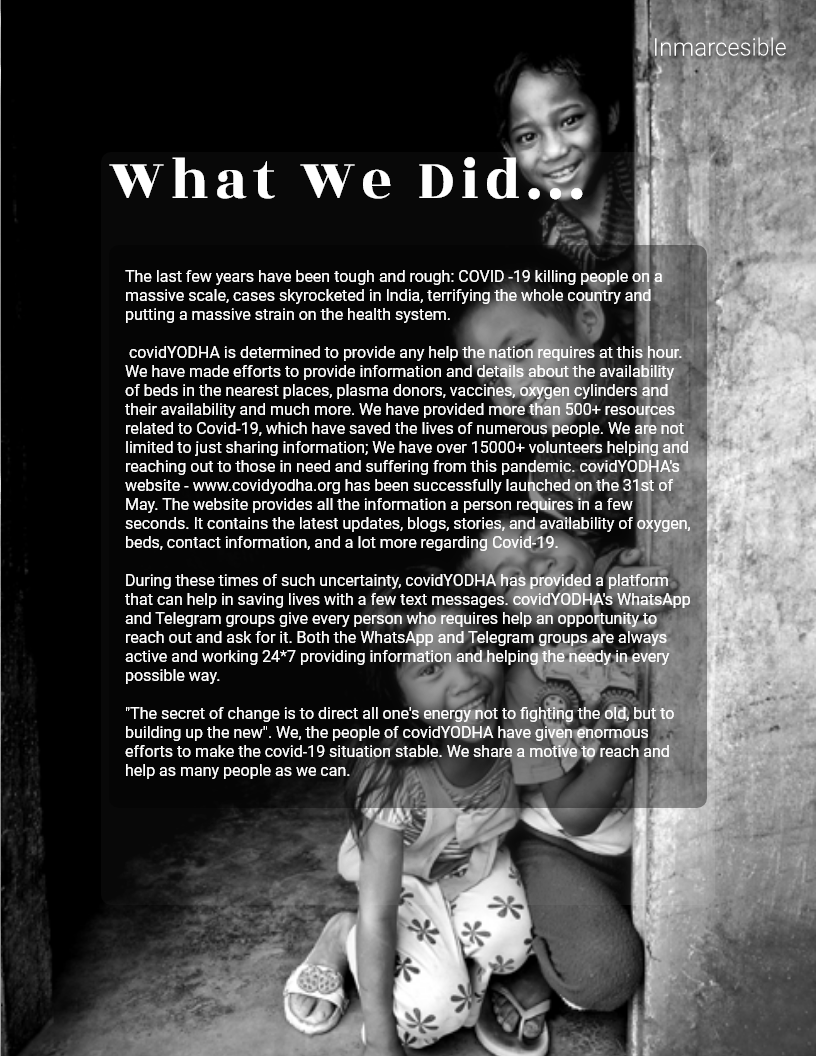 Inmarcesible
What We Did...
The last few years have been tough and rough: COVID -19 killing people on a
massive scale, cases skyrocketed in India, terrifying the whole country and
putting a massive strain on the health system.
covidYODHA is determined to provide any help the nation requires at this hour.
We have made efforts to provide information and details about the availability
of beds in the nearest places, plasma donors, vaccines, oxygen cylinders and
their availability and much more. We have provided more than 500+ resources
related to Covid-19, which have saved the lives of numerous people. We are not
limited to just sharing information; We have over 15000+ volunteers helping and
reaching out to those in need and suffering from this pandemic. covidYODHA's
website - www.covidyodha.org has been successfully launched on the 31st of
May. The website provides all the information a person requires in a few
seconds. It contains the latest updates, blogs, stories, and availability of oxygen,
beds, contact information, and a lot more regarding Covid-19.
During these times of such uncertainty, covidYODHA has provided a platform
that can help in saving lives with a few text messages. covidYODHA's WhatsApp
and Telegram groups give every person who requires help an opportunity to
reach out and ask for it. Both the WhatsApp and Telegram groups are always
active and working 24*7 providing information and helping the needy in every
possible way.
"The secret of change is to direct all one's energy not to fighting the old, but to
building up the new". We, the people of covidYODHA have given enormous
efforts to make the covid-19 situation stable. We share a motive to reach and
help as many people as we can.